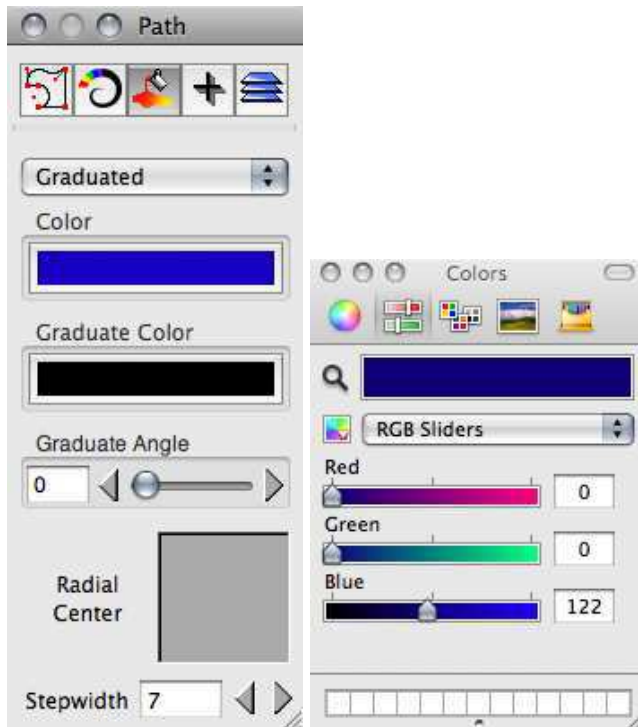 Path
Graduated
Color
Graduate Color
Graduate Angle
0
Radial
Center
Stepwidth 7
Colors
RGB Sliders
Red
0
Green
0
Blue
122